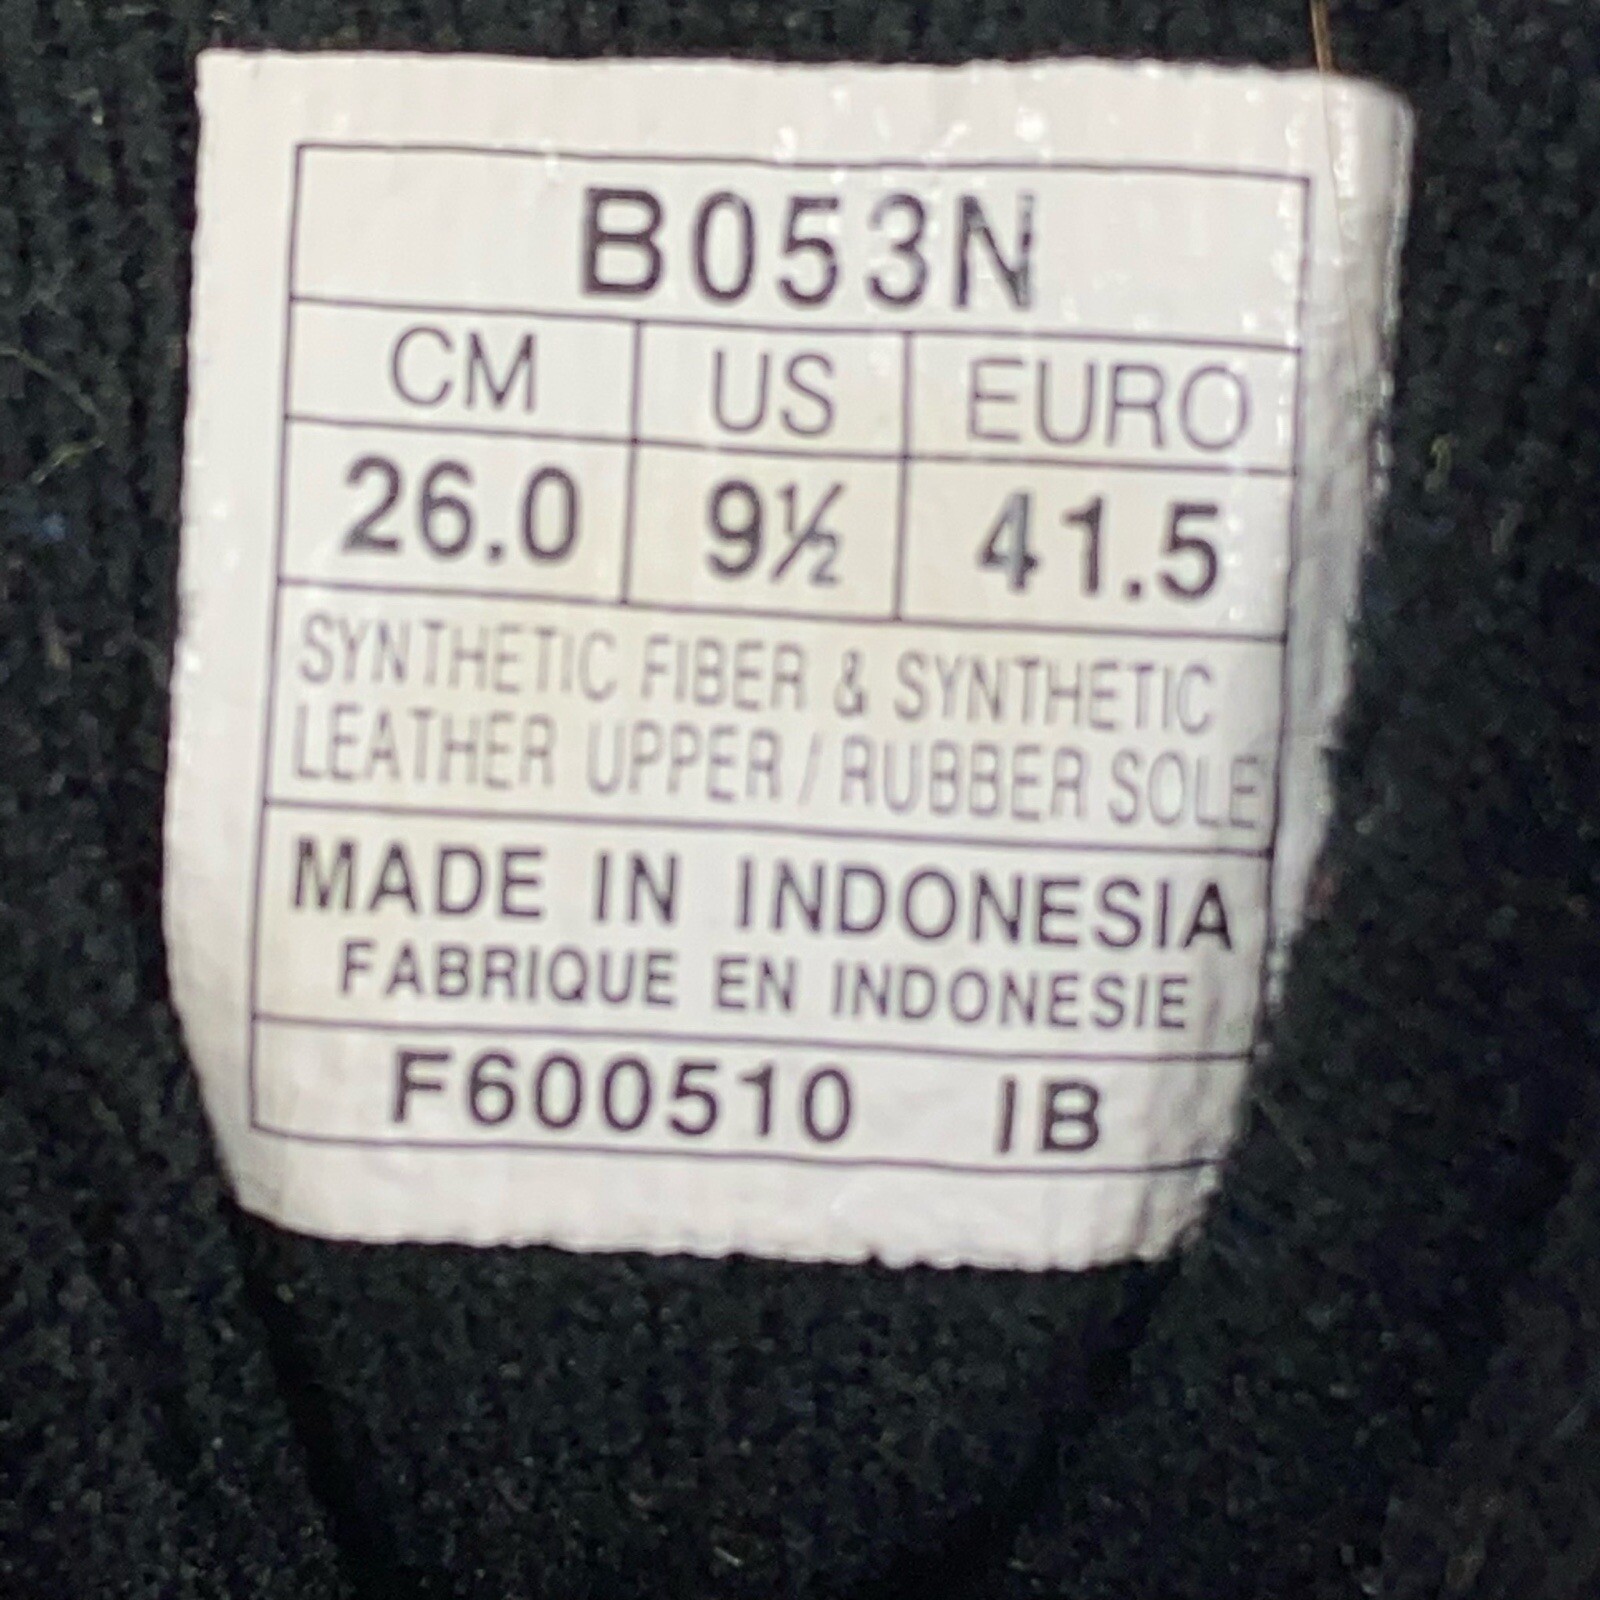 B053N
CM US EURO
26.0 9½ 41.5
SYNTHETIC FIBER & SYNTHETIC
LEATHER UPPER / RUBBER SOLE
MADE IN INDONESIA
FABRIQUE EN INDONESIE
F600510 IB